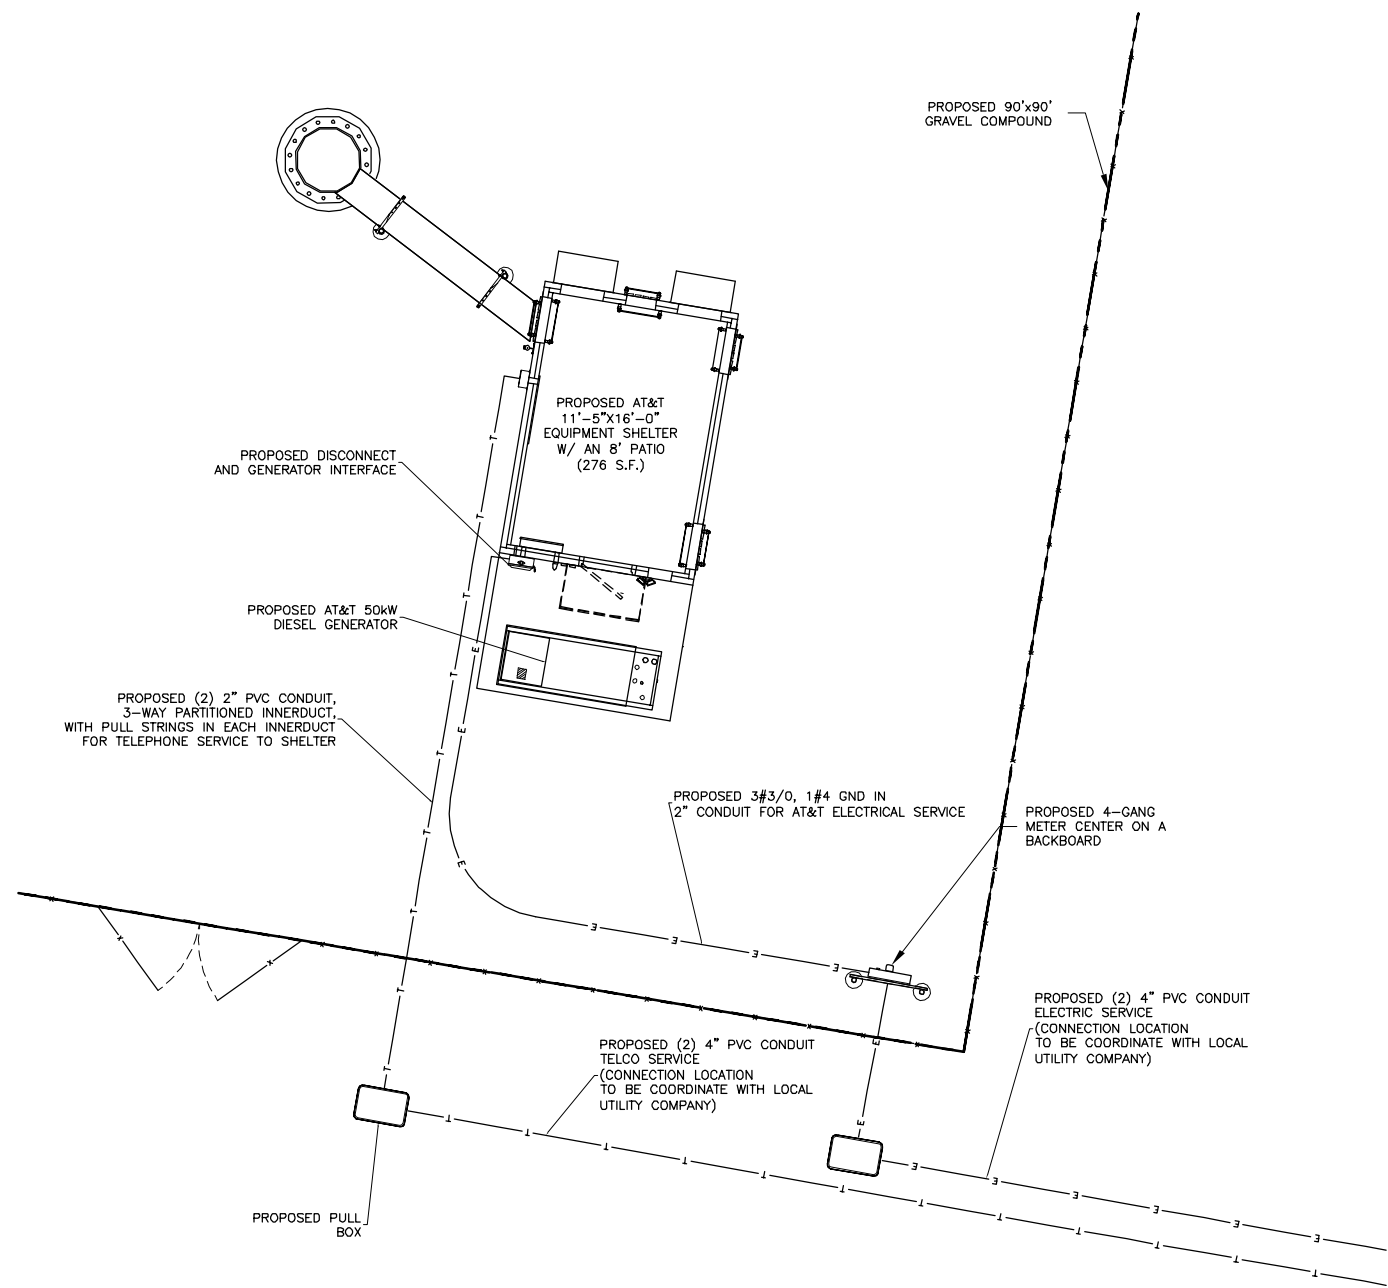 PROPOSED 90'x90'
GRAVEL COMPOUND
PROPOSED AT&T
11'-5"X16'-0"
EQUIPMENT SHELTER
W/ AN 8' PATIO
(276 S.F.)
PROPOSED DISCONNECT
AND GENERATOR INTERFACE
PROPOSED AT&T 50kW
DIESEL GENERATOR
PROPOSED (2) 2" PVC CONDUIT,
3-WAY PARTITIONED INNERDUCT,
WITH PULL STRINGS IN EACH INNERDUCT
FOR TELEPHONE SERVICE TO SHELTER
PROPOSED 3#3/0, 1#4 GND IN
2" CONDUIT FOR AT&T ELECTRICAL SERVICE
PROPOSED 4-GANG
METER CENTER ON A
BACKBOARD
PROPOSED (2) 4" PVC CONDUIT
ELECTRIC SERVICE
(CONNECTION LOCATION
TO BE COORDINATE WITH LOCAL
UTILITY COMPANY)
PROPOSED (2) 4" PVC CONDUIT
TELCO SERVICE
(CONNECTION LOCATION
TO BE COORDINATE WITH LOCAL
UTILITY COMPANY)
PROPOSED PULL
BOX